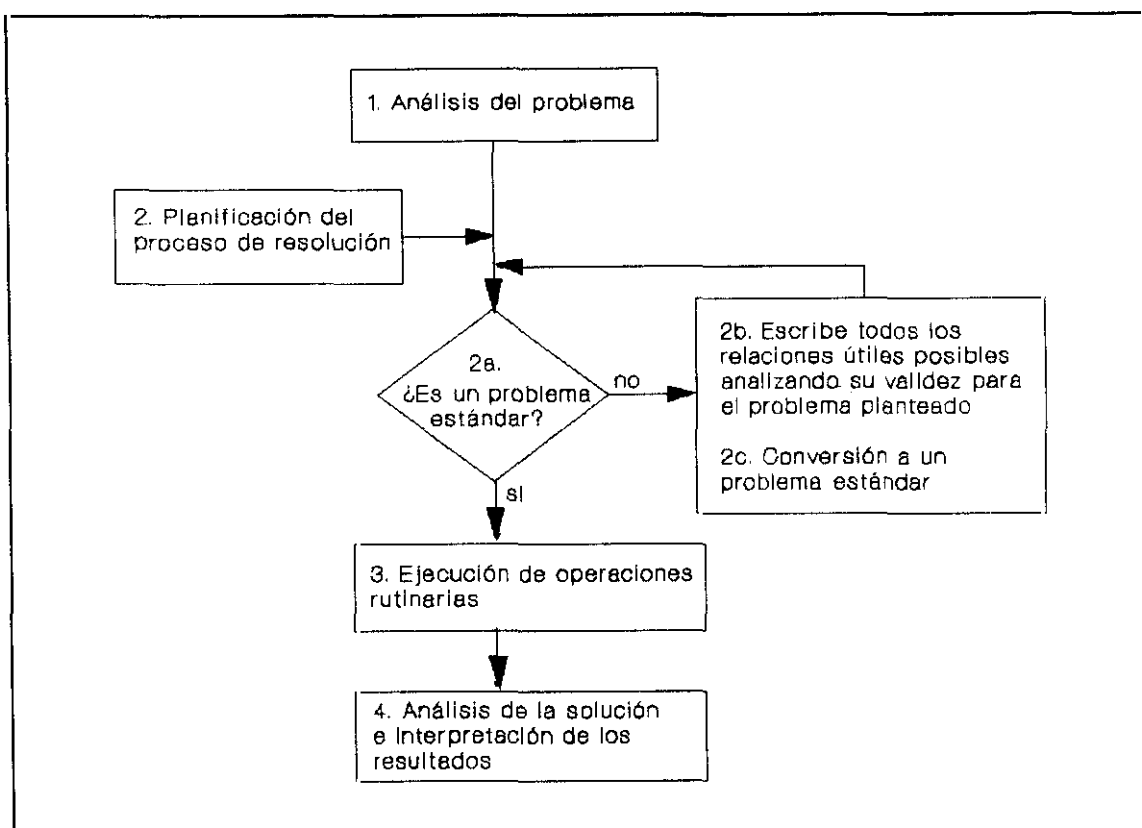 1. Análisis del problema
2. Planificación del
proceso de resolución
2a.
¿Es un problema
estándar?
no
2b. Escribe todos los
relaciones útiles posibles
analizando su validez para
el problema planteado
2c. Conversión a un
problema estándar
si
3. Ejecución de operaciones
rutinarias
4. Análisis de la solución
e interpretación de los
resultados